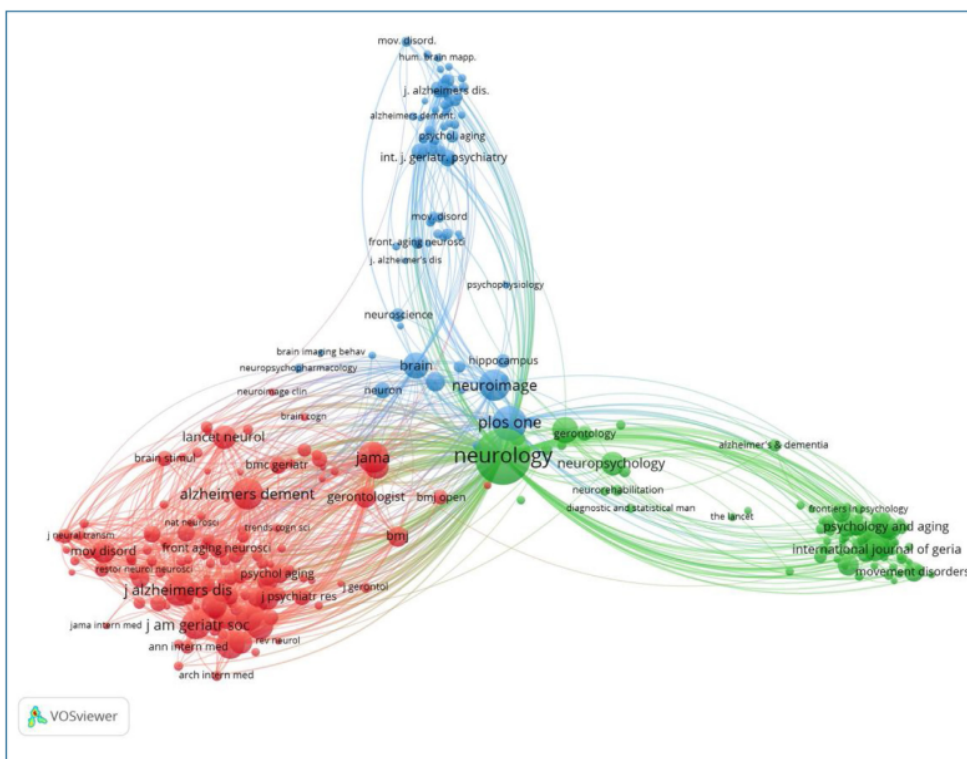 mov. disord.
hum. brain mapp.
j. alzheimers dis.
alzheimers dement
psychol. aging
int. j. geriatr. psychiatry
mov. disord
front. aging neurosci
j. alzheimer's dis
psychophysiology
neuroscience
brain imaging behav
neuropsychopharmacology
brain
hippocampus
neuron
neuroimage
neuroimage clin
brain cogn
plos one
lancet neurol
gerontology
alzheimer's & dementia
brain stimul
bmc geriatr
jama
neurology
neuropsychology
alzheimers dement
gerontologist
bmj open
neurorehabilitation
diagnostic and statistical man
the lancet
frontiers in psychology
nat neurosci
trends cogn sci
j neural transm
bmj
psychology and aging
mov disord
front aging neurosci
international journal of geria
restor neurol neurosci
psychol aging
movement disorders
j alzheimers dis
j psychiatr res
j gerontol
jama intern med
j am geriatr soc
ann intern med
rev neurol
arch intern med
VOSviewer